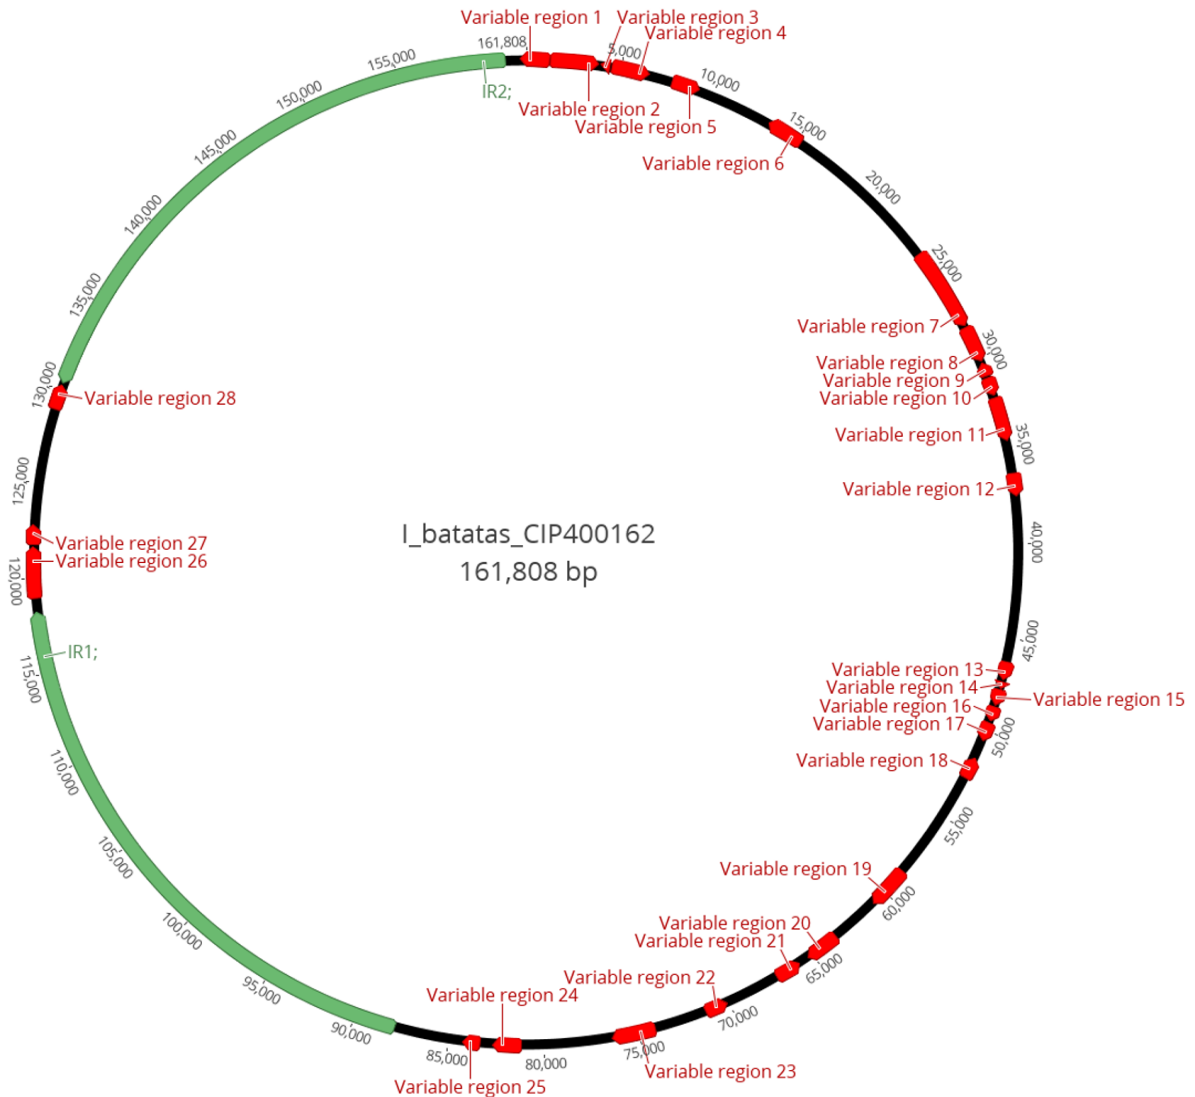 Variable region 1
Variable region 3
Variable region 4
161,808
5,000
155,000
10,000
IR2;
150,000
Variable region 2
Variable region 5
15,000
145,000
Variable region 6
20,000
140,000
25,000
135,000
Variable region 7
30,000
Variable region 8
130,000
Variable region 9
Variable region 28
Variable region 10
Variable region 11
35,000
125,000
Variable region 12
I_batatas_CIP400162
161,808 bp
40,000
Variable region 27
Variable region 26
120,000
45,000
IR1;
Variable region 13
115,000
Variable region 14
Variable region 15
Variable region 16
Variable region 17
50,000
Variable region 18
110,000
55,000
105,000
Variable region 19
60,000
100,000
Variable region 20
Variable region 21
65,000
Variable region 22
95,000
Variable region 24
70,000
90,000
75,000
85,000
80,000
Variable region 23
Variable region 25